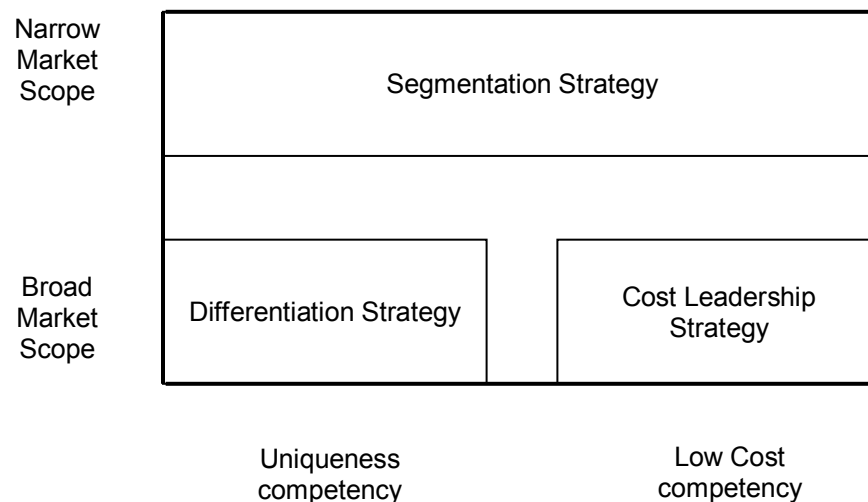 Narrow
Market
Scope
Segmentation Strategy
Broad
Market
Scope
Differentiation Strategy
Cost Leadership
Strategy
Uniqueness
competency
Low Cost
competency